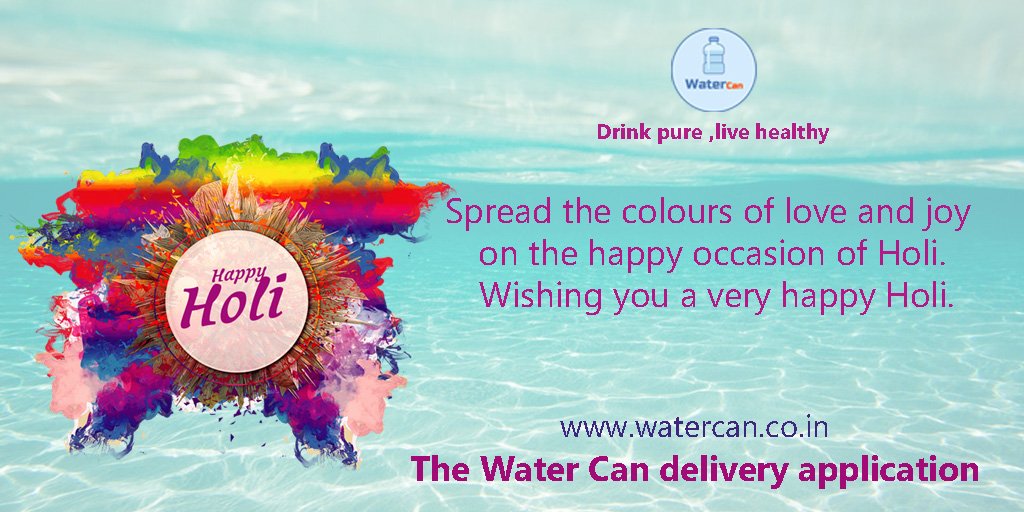 WaterCan
Drink pure ,live healthy
Happy
Holi
Spread the colours of love and joy
on the happy occasion of Holi.
Wishing you a very happy Holi.
www.watercan.co.in
The Water Can delivery application